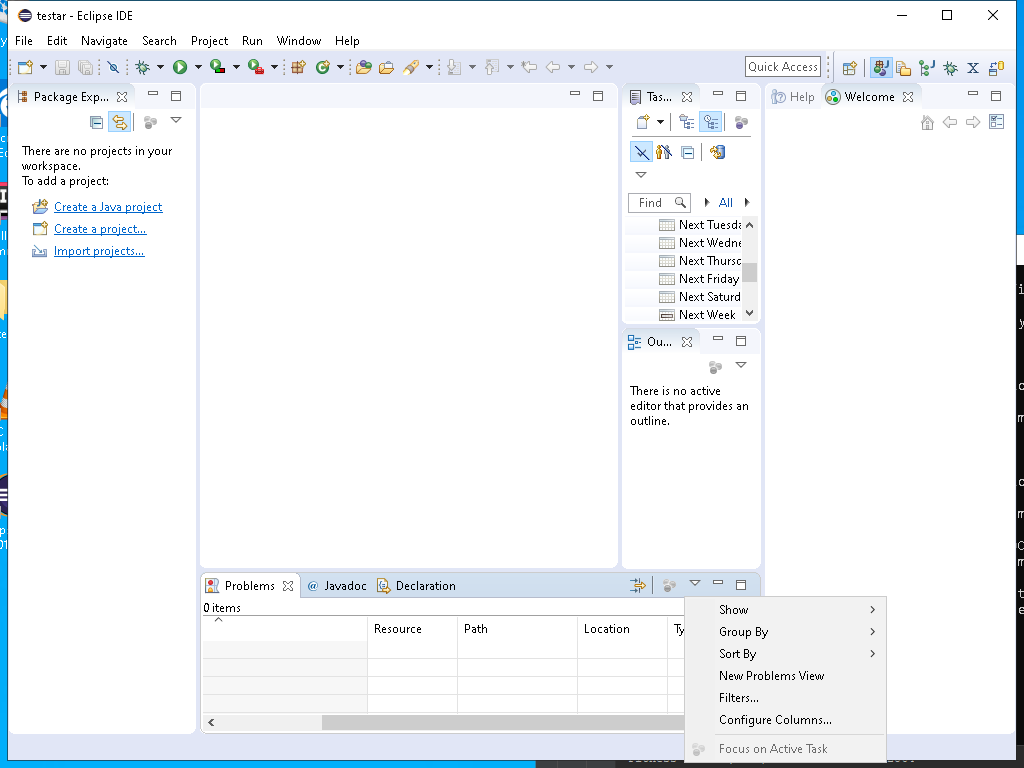 testar - Eclipse IDE
File Edit Navigate Search Project Run Window Help
Quick Access
Package Exp...
There are no projects in your
workspace.
To add a project:
Create a Java project
Create a project...
Import projects...
Tas...
Find
All
Next Tuesda
Next Wedne
Next Thursd
Next Friday
Next Saturd
Next Week
Ou...
There is no active
editor that provides an
outline.
Help
Welcome
Problems
@ Javadoc
Declaration
0 items
Resource Path Location Ty
Show
Group By
Sort By
New Problems View
Filters...
Configure Columns...
Focus on Active Task